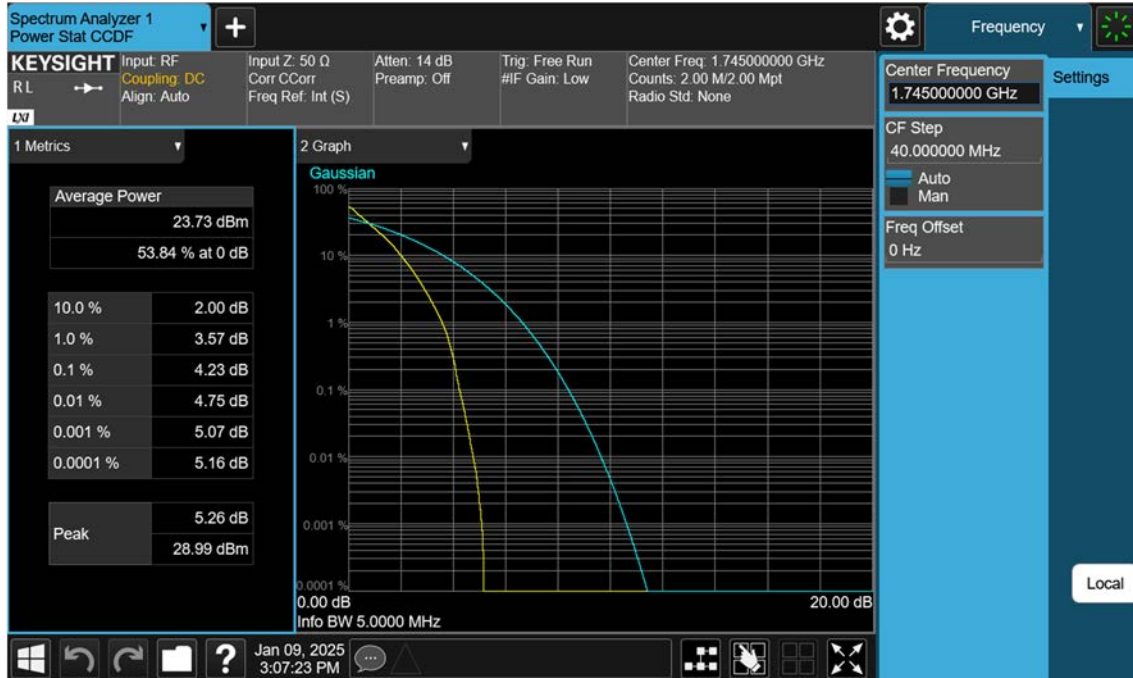 Spectrum Analyzer 1
Power Stat CCDF
+
Frequency
KEYSIGHT
RL
LXI
Input: RF
Coupling: DC
Align: Auto
Input Z: 50 Ω
Corr CCorr
Freq Ref: Int (S)
Atten: 14 dB
Preamp: Off
Trig: Free Run
#IF Gain: Low
Center Freq: 1.745000000 GHz
Counts: 2.00 M/2.00 Mpt
Radio Std: None
Center Frequency
1.745000000 GHz
Settings
CF Step
40.000000 MHz
Auto
Man
Freq Offset
0 Hz
Local
1 Metrics
Average Power
23.73 dBm
53.84 % at 0 dB
10.0 % 2.00 dB
1.0 % 3.57 dB
0.1 % 4.23 dB
0.01 % 4.75 dB
0.001 % 5.07 dB
0.0001 % 5.16 dB
Peak
5.26 dB
28.99 dBm
2 Graph
Gaussian
100 %
10 %
1 %
0.1 %
0.01 %
0.001 %
0.0001 %
0.00 dB 20.00 dB
Info BW 5.0000 MHz
?
Jan 09, 2025
3:07:23 PM